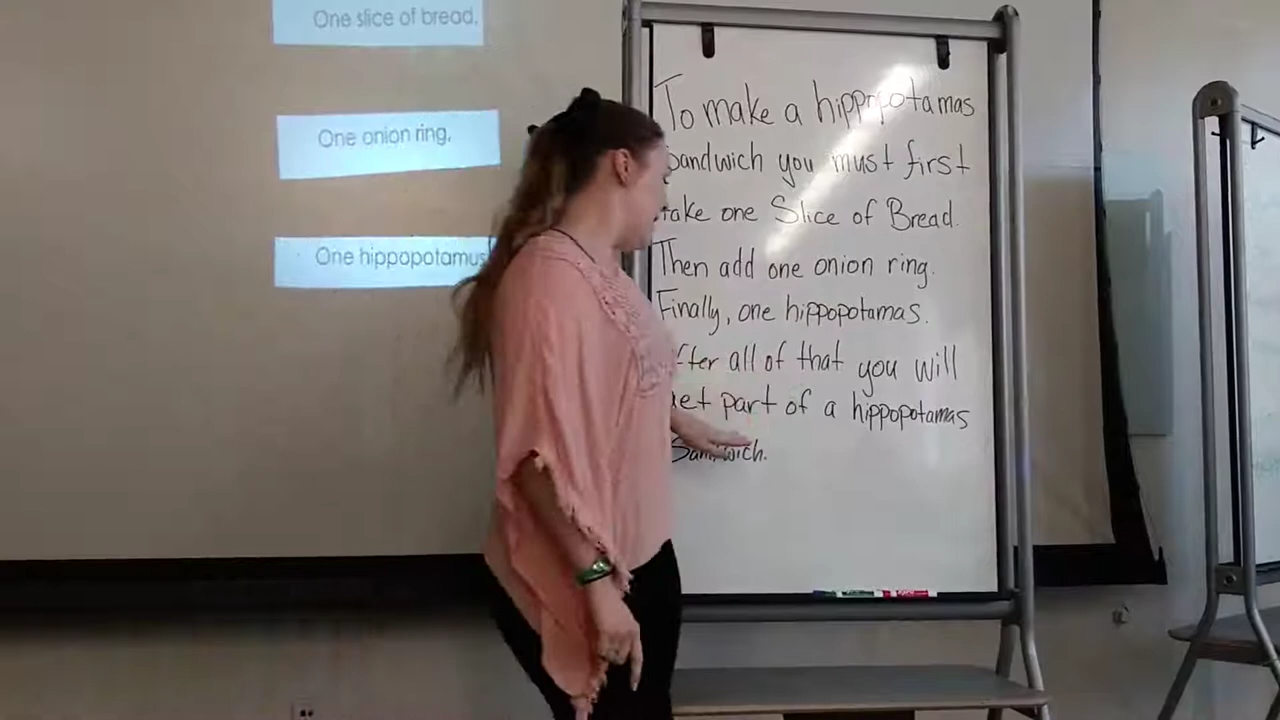 One slice of bread,
One onion ring,
One hippopotamus
To make a hippopotamas
Sandwich you must first
take one Slice of Bread.
Then add one onion ring.
Finally, one hippopotamas.
After all of that you will
get part of a hippopotamas
Sandwich.